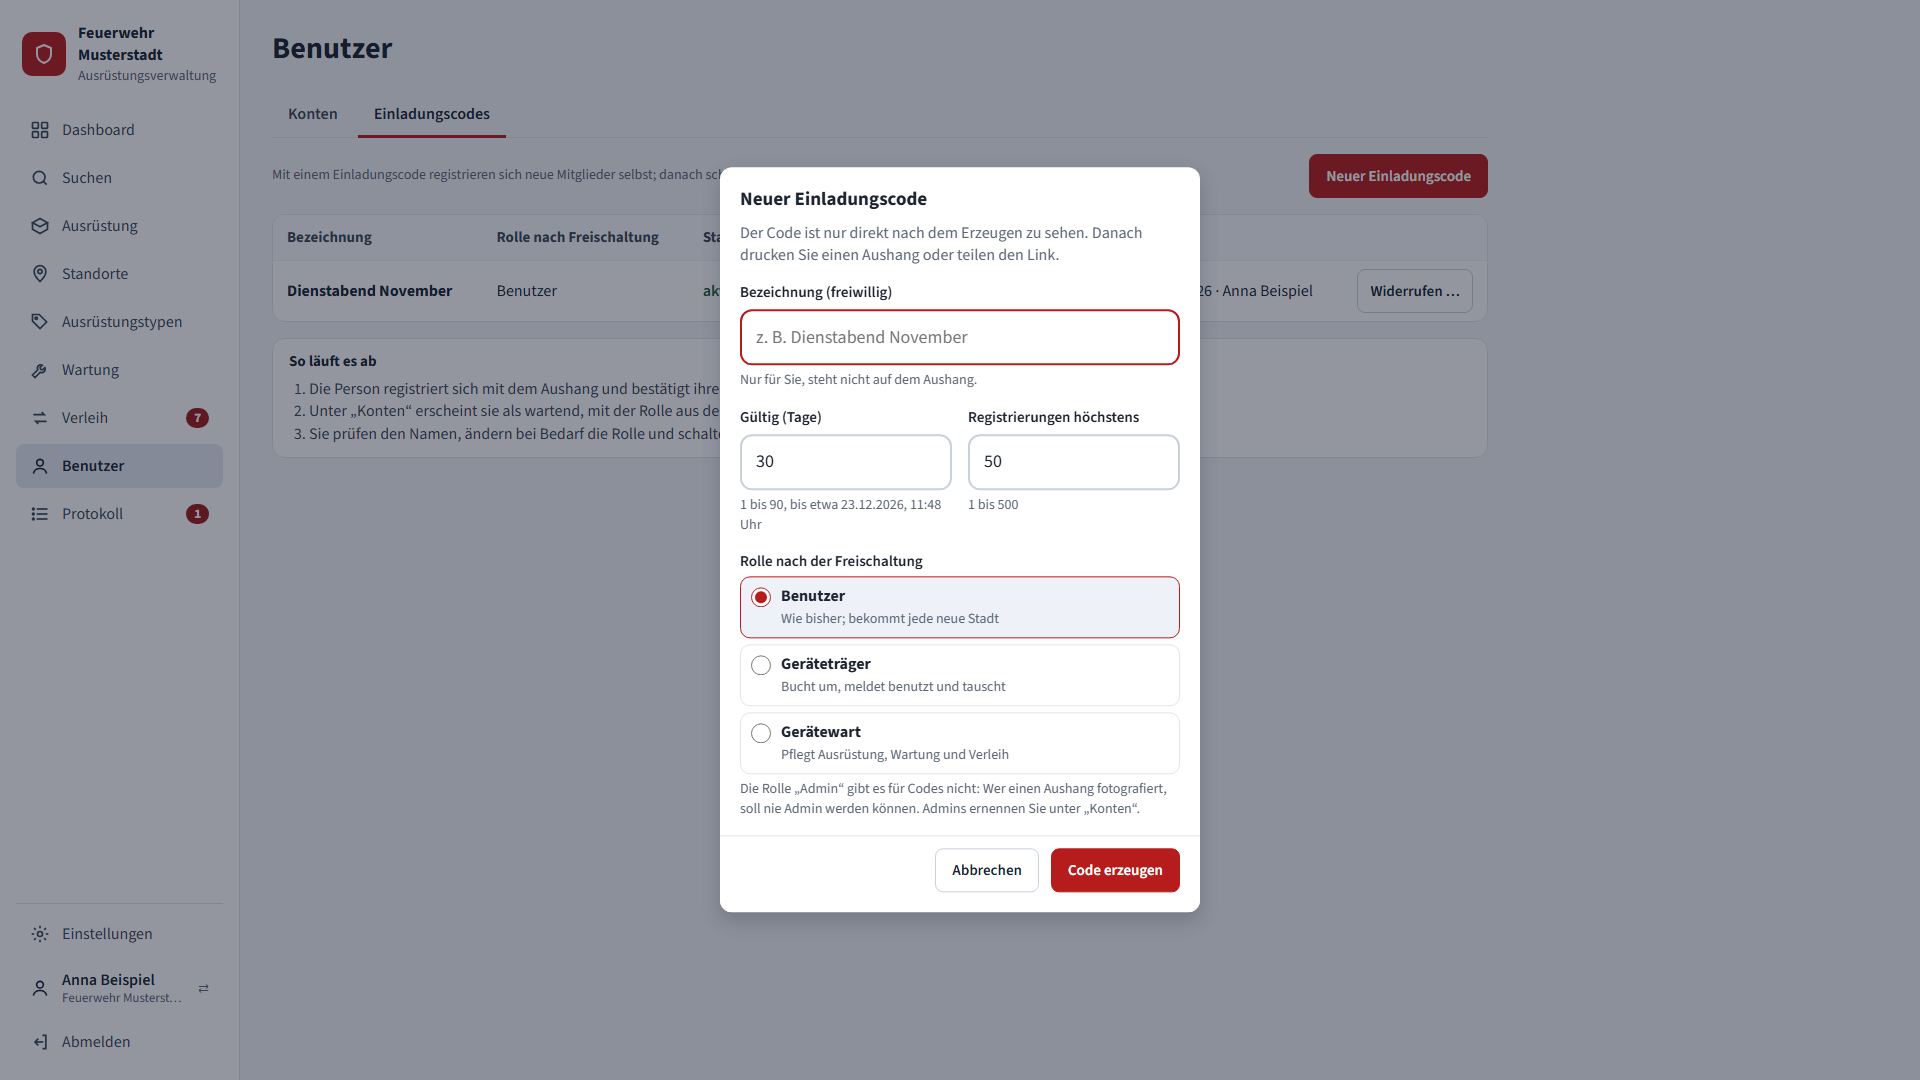 Feuerwehr
Musterstadt
Ausrüstungsverwaltung
Dashboard
Suchen
Ausrüstung
Standorte
Ausrüstungstypen
Wartung
Verleih 7
Benutzer
Protokoll 1
Einstellungen
Anna Beispiel
Feuerwehr Musterst…
Abmelden
Benutzer
Konten Einladungscodes
Mit einem Einladungscode registrieren sich neue Mitglieder selbst; danach
Neuer Einladungscode
Bezeichnung Rolle nach Freischaltung
Dienstabend November Benutzer 26 · Anna Beispiel Widerrufen …
So läuft es ab
1. Die Person registriert sich mit dem Aushang und bestätigt ihre
2. Unter „Konten“ erscheint sie als wartend, mit der Rolle aus
3. Sie prüfen den Namen, ändern bei Bedarf die Rolle und
Neuer Einladungscode
Der Code ist nur direkt nach dem Erzeugen zu sehen. Danach
drucken Sie einen Aushang oder teilen den Link.
Bezeichnung (freiwillig)
z. B. Dienstabend November
Nur für Sie, steht nicht auf dem Aushang.
Gültig (Tage) Registrierungen höchstens
30 50
1 bis 90, bis etwa 23.12.2026, 11:48 1 bis 500
Uhr
Rolle nach der Freischaltung
Benutzer
Wie bisher; bekommt jede neue Stadt
Geräteträger
Bucht um, meldet benutzt und tauscht
Gerätewart
Pflegt Ausrüstung, Wartung und Verleih
Die Rolle „Admin“ gibt es für Codes nicht: Wer einen Aushang fotografiert,
soll nie Admin werden können. Admins ernennen Sie unter „Konten“.
Abbrechen Code erzeugen